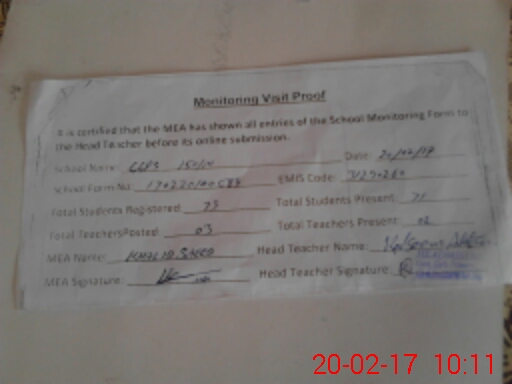 Monitoring Visit Proof
It is certified that the MEA has shown all entries of the School Monitoring Form to
the Head Teacher before its online submission.
School Name: Date: 20/02/17
School Form No EMIS Code:
Total Students Registered: 73 Total Students Present: 71
Total TeachersPosted: 03 Total Teachers Present: 02
MEA Name: KHALID SAEED Head Teacher Name:
MEA Signature: Head Teacher Signature:
20-02-17 10:11